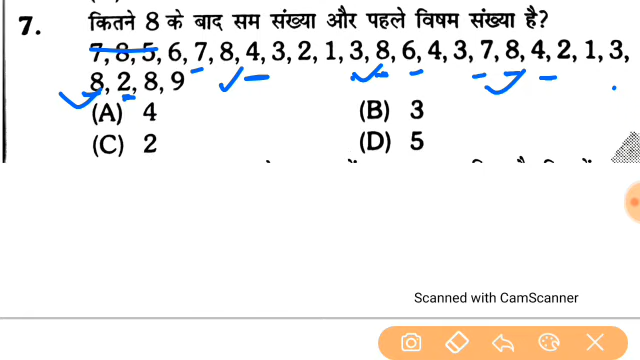 7. कितने 8 के बाद सम संख्या और पहले विषम संख्या है?
7, 8, 5, 6, 7, 8, 4, 3, 2, 1, 3, 8, 6, 4, 3, 7, 8, 4, 2, 1, 3,
8, 2, 8, 9
(A) 4 (B) 3
(C) 2 (D) 5
Scanned with CamScanner